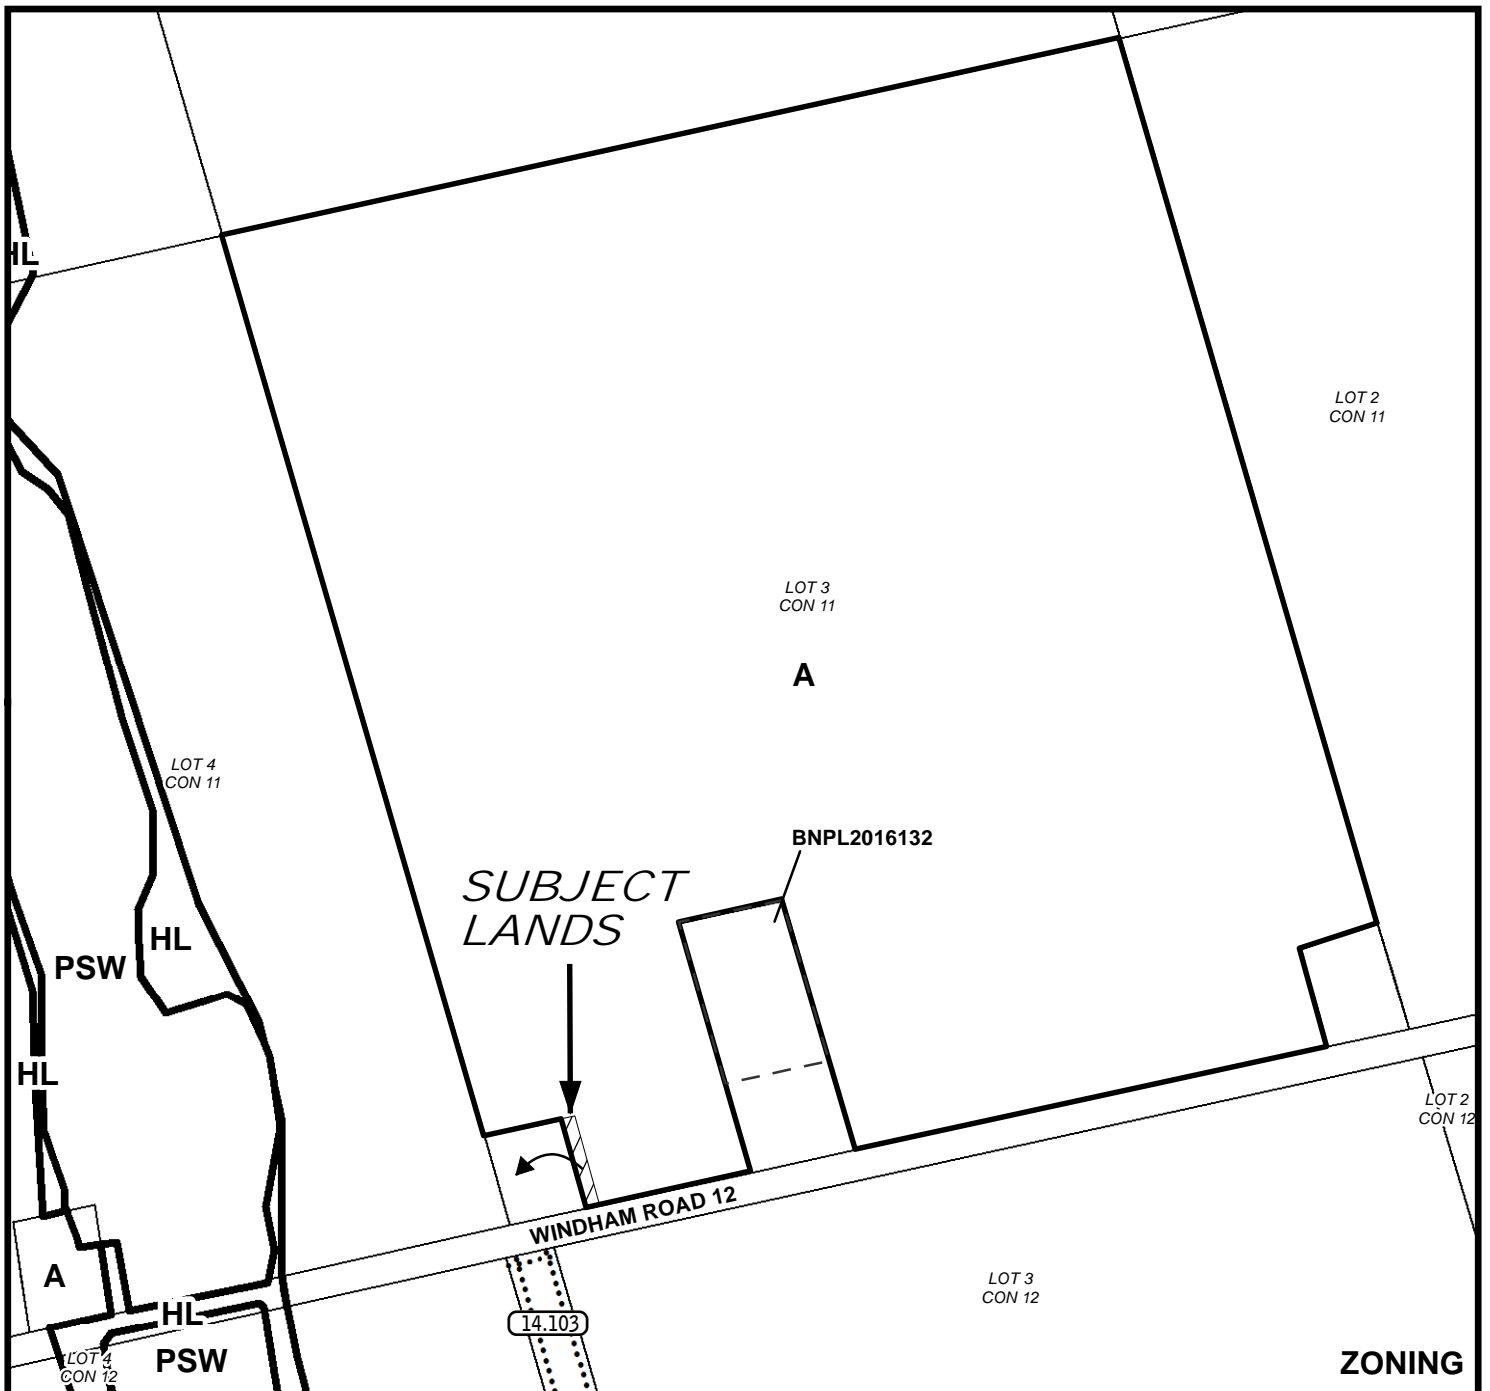 HL
LOT 2
CON 11
LOT 3
CON 11
A
LOT 4
CON 11
BNPL2016132
SUBJECT
LANDS
HL
PSW
HL
LOT 2
CON 12
WINDHAM ROAD 12
A
LOT 3
CON 12
HL
14.103
LOT 4
CON 12
PSW
ZONING